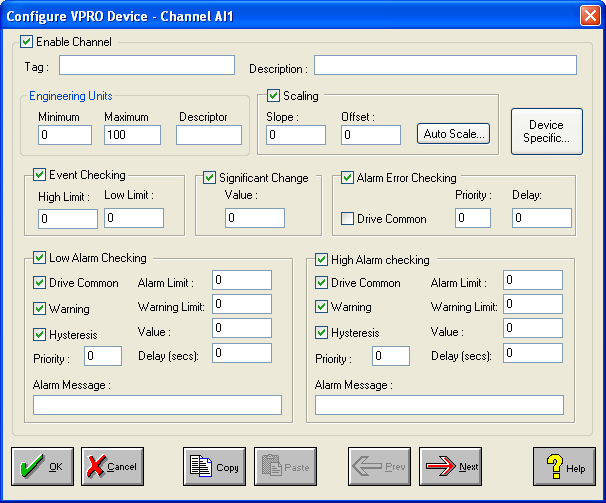 Configure VPRO Device - Channel AI1
Enable Channel
Tag : Description :
Engineering Units Scaling
Minimum Maximum Descriptor Slope : Offset :
0 100 0 0 Auto Scale... Device Specific...
Event Checking Significant Change Alarm Error Checking
High Limit : Low Limit : Value : Priority : Delay:
0 0 0 Drive Common 0 0
Low Alarm Checking High Alarm checking
Drive Common Alarm Limit : 0 Drive Common Alarm Limit : 0
Warning Warning Limit: 0 Warning Warning Limit: 0
Hysteresis Value : 0 Hysteresis Value : 0
Priority : 0 Delay (secs): 0 Priority : 0 Delay (secs): 0
Alarm Message : Alarm Message :
OK Cancel Copy Paste Prev Next Help